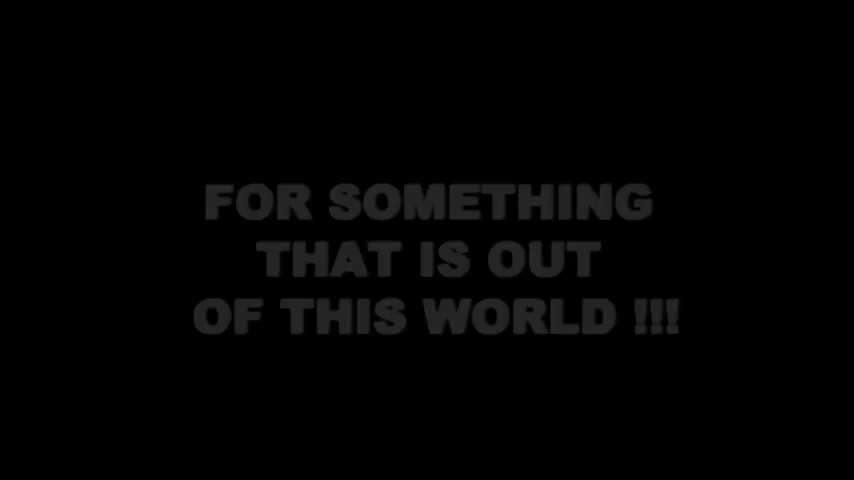 FOR SOMETHING
THAT IS OUT
OF THIS WORLD !!!